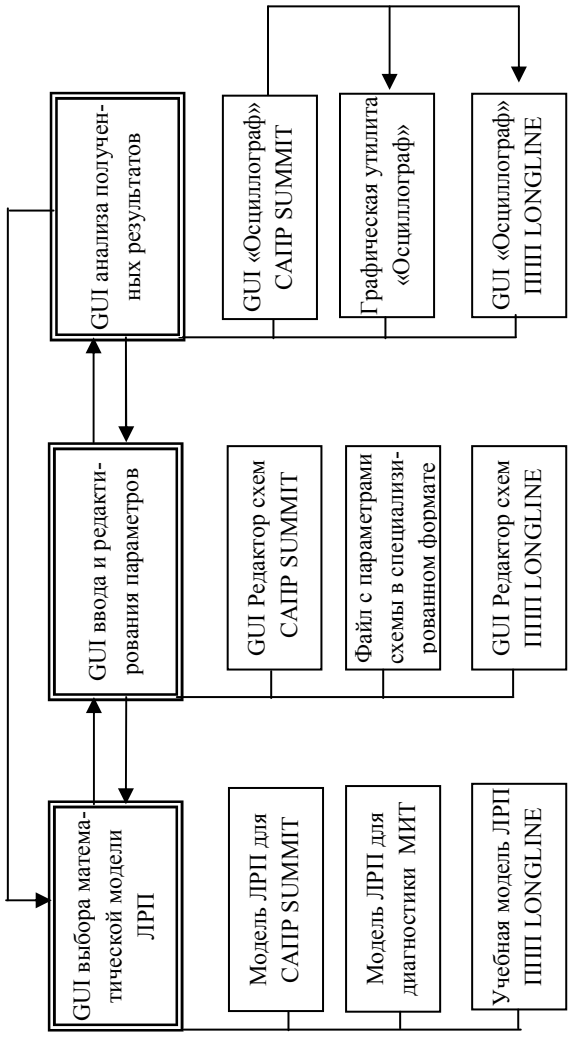 GUI выбора матема-
тической модели
ЛРП
Модель ЛРП для
САПР SUMMIT
Модель ЛРП для
диагностики МИТ
Учебная модель ЛРП
ППП LONGLINE
GUI ввода и редакти-
рования параметров
GUI Редактор схем
САПР SUMMIT
Файл с параметрами
схемы в специализи-
рованном формате
GUI Редактор схем
ППП LONGLINE
GUI анализа получен-
ных результатов
GUI «Осциллограф»
САПР SUMMIT
Графическая утилита
«Осциллограф»
GUI «Осциллограф»
ППП LONGLINE